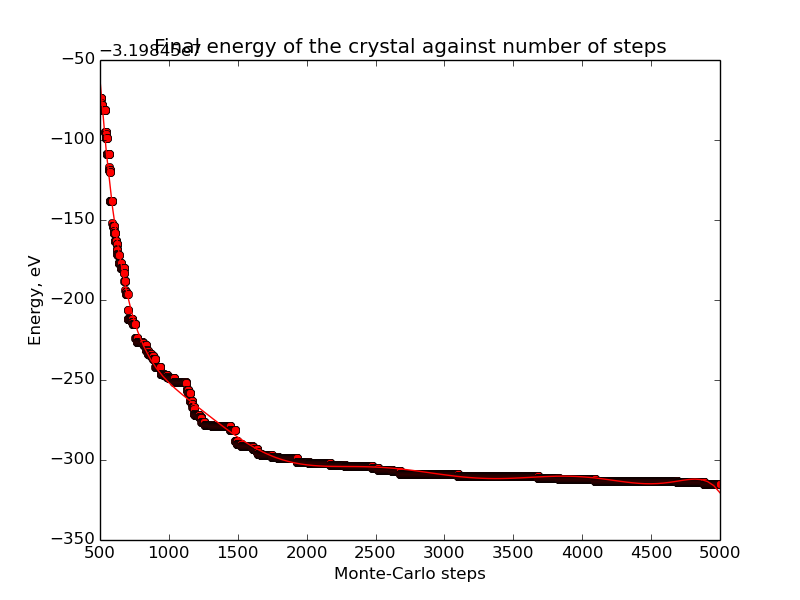 Final energy of the crystal against number of steps
−3.19845e7
−50
−100
−150
−200
−250
−300
−350
Energy, eV
500 1000 1500 2000 2500 3000 3500 4000 4500 5000
Monte-Carlo steps